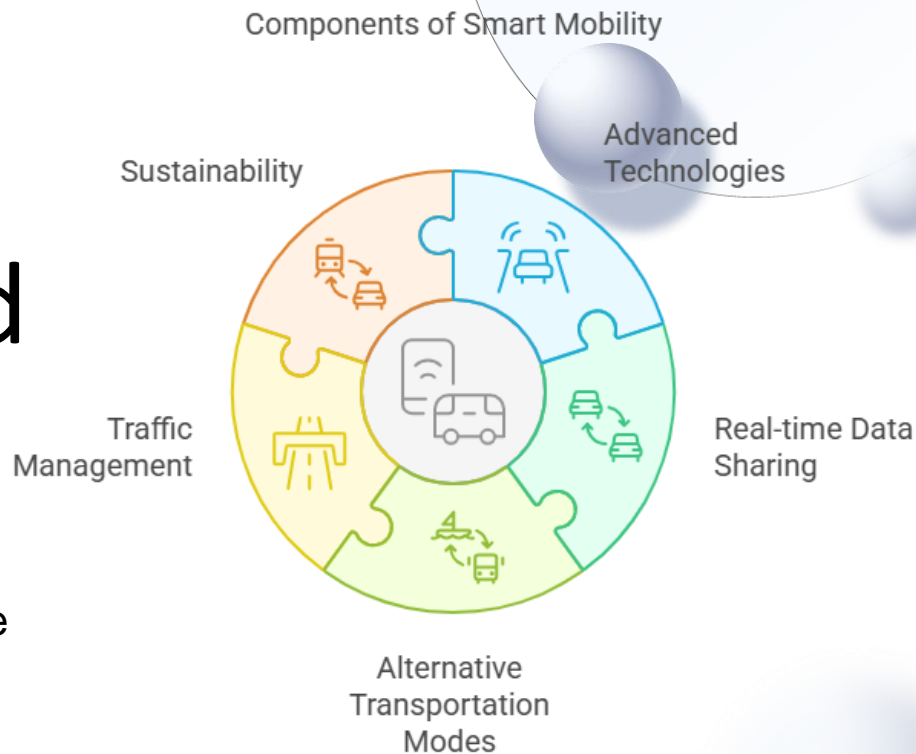 Components of Smart Mobility
Advanced
Technologies
Sustainability
d
Traffic
Management
Real-time Data
Sharing
e
Alternative
Transportation
Modes